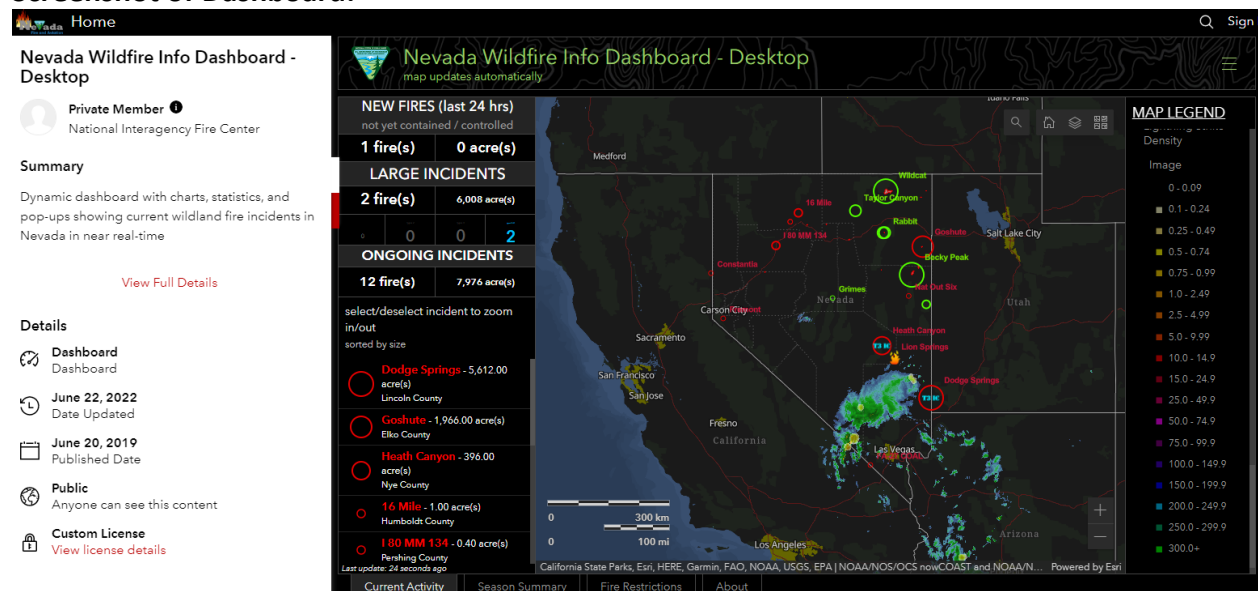 Home
Sign
Nevada Wildfire Info Dashboard -
Desktop
Private Member
National Interagency Fire Center
Summary
Dynamic dashboard with charts, statistics, and
pop-ups showing current wildland fire incidents in
Nevada in near real-time
View Full Details
Details
Dashboard
Dashboard
June 22, 2022
Date Updated
June 20, 2019
Published Date
Public
Anyone can see this content
Custom License
View license details
Nevada Wildfire Info Dashboard - Desktop
map updates automatically
NEW FIRES (last 24 hrs)
not yet contained / controlled
1 fire(s) 0 acre(s)
LARGE INCIDENTS
2 fire(s) 6,008 acre(s)
0 0 0 2
ONGOING INCIDENTS
12 fire(s) 7,976 acre(s)
select/deselect incident to zoom
in/out
sorted by size
Dodge Springs - 5,612.00
acre(s)
Lincoln County
Goshute - 1,966.00 acre(s)
Elko County
Heath Canyon - 396.00
acre(s)
Nye County
16 Mile - 1.00 acre(s)
Humboldt County
I 80 MM 134 - 0.40 acre(s)
Pershing County
Last update: 24 seconds ago
Medford
Wildcat
Taylor Canyon
16 Mile
Rabbit
I 80 MM 134
Goshute
Salt Lake City
Becky Peak
Constantia
Not Out Six
Grimes
Nevada
Utah
Carson City
Sacramento
Heath Canyon
T3 IC
Lion Springs
San Francisco
Dodge Springs
San Jose
T3 IC
Fresno
California
Las Vegas
Arizona
Los Angeles
0 300 km
0 100 mi
California State Parks, Esri, HERE, Garmin, FAO, NOAA, USGS, EPA | NOAA/NOS/OCS nowCOAST and NOAA/N... Powered by Esri
MAP LEGEND
Density
Image
0 - 0.09
0.1 - 0.24
0.25 - 0.49
0.5 - 0.74
0.75 - 0.99
1.0 - 2.49
2.5 - 4.99
5.0 - 9.99
10.0 - 14.9
15.0 - 24.9
25.0 - 49.9
50.0 - 74.9
75.0 - 99.9
100.0 - 149.9
150.0 - 199.9
200.0 - 249.9
250.0 - 299.9
300.0+
Current Activity Season Summary Fire Restrictions About